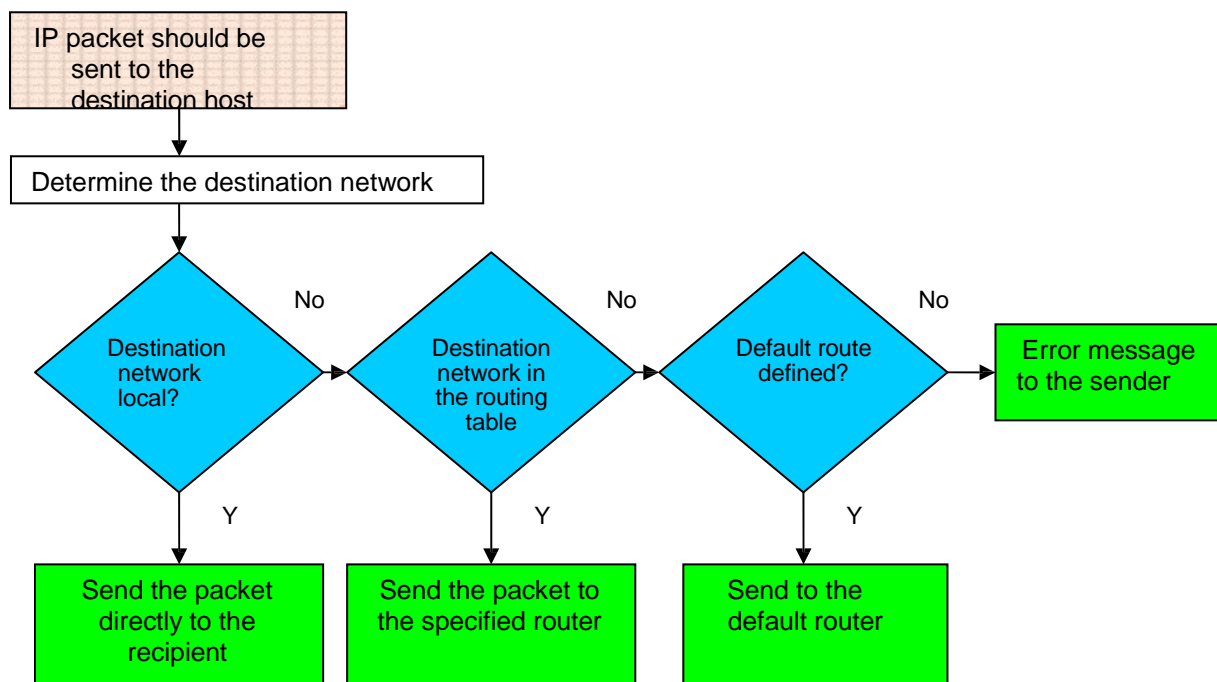 IP packet should be
sent to the
destination host
Determine the destination network
No
No
No
Destination
network
local?
Destination
network in
the routing
table
Default route
defined?
Error message
to the sender
Y
Y
Y
Send the packet
directly to the
recipient
Send the packet to
the specified router
Send to the
default router